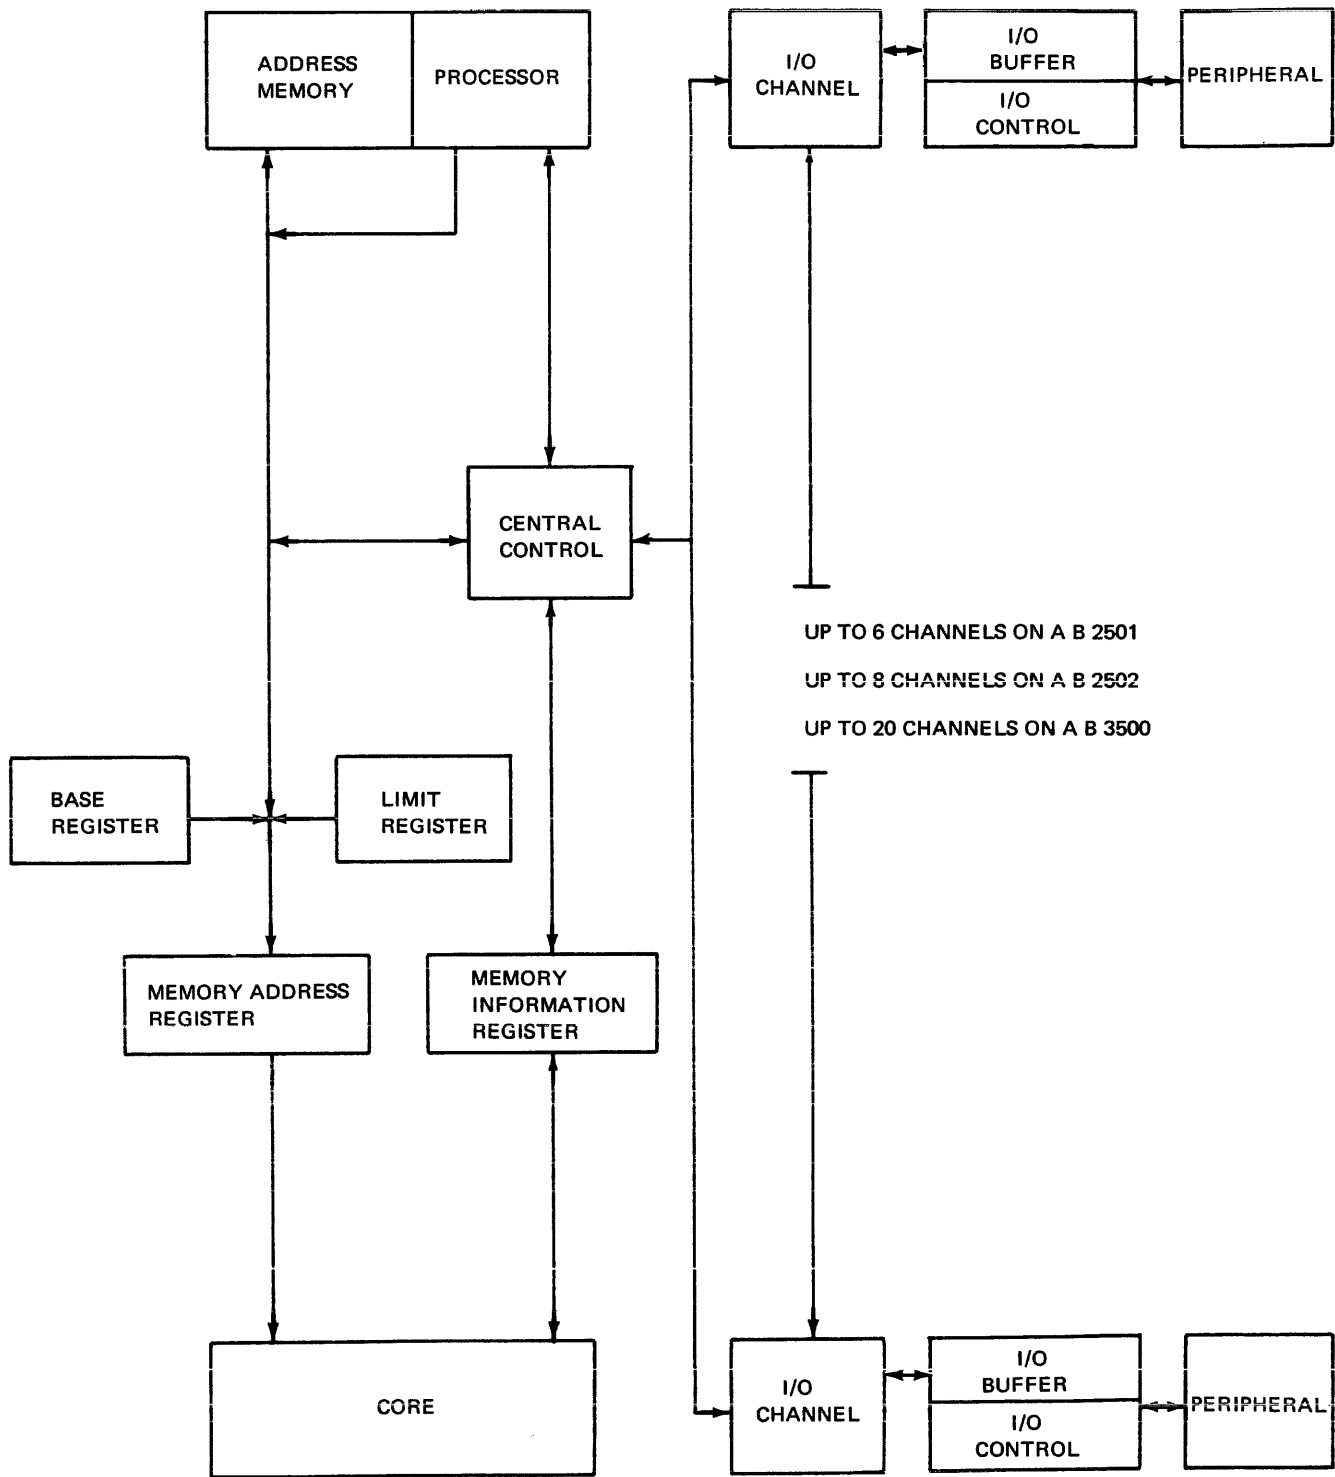 ADDRESS
MEMORY
PROCESSOR
I/O
CHANNEL
I/O
BUFFER
I/O
CONTROL
PERIPHERAL
CENTRAL
CONTROL
UP TO 6 CHANNELS ON A B 2501
UP TO 8 CHANNELS ON A B 2502
UP TO 20 CHANNELS ON A B 3500
BASE
REGISTER
LIMIT
REGISTER
MEMORY ADDRESS
REGISTER
MEMORY
INFORMATION
REGISTER
CORE
I/O
CHANNEL
I/O
BUFFER
I/O
CONTROL
PERIPHERAL